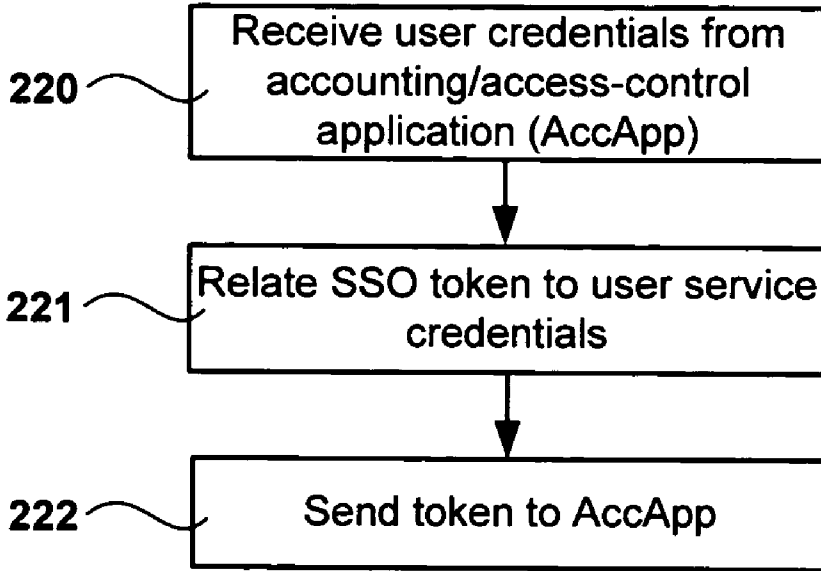 Receive user credentials from
220
accounting/access-control
application (AccApp)
221
Relate SSO token to user service
credentials
222
Send token to AccApp